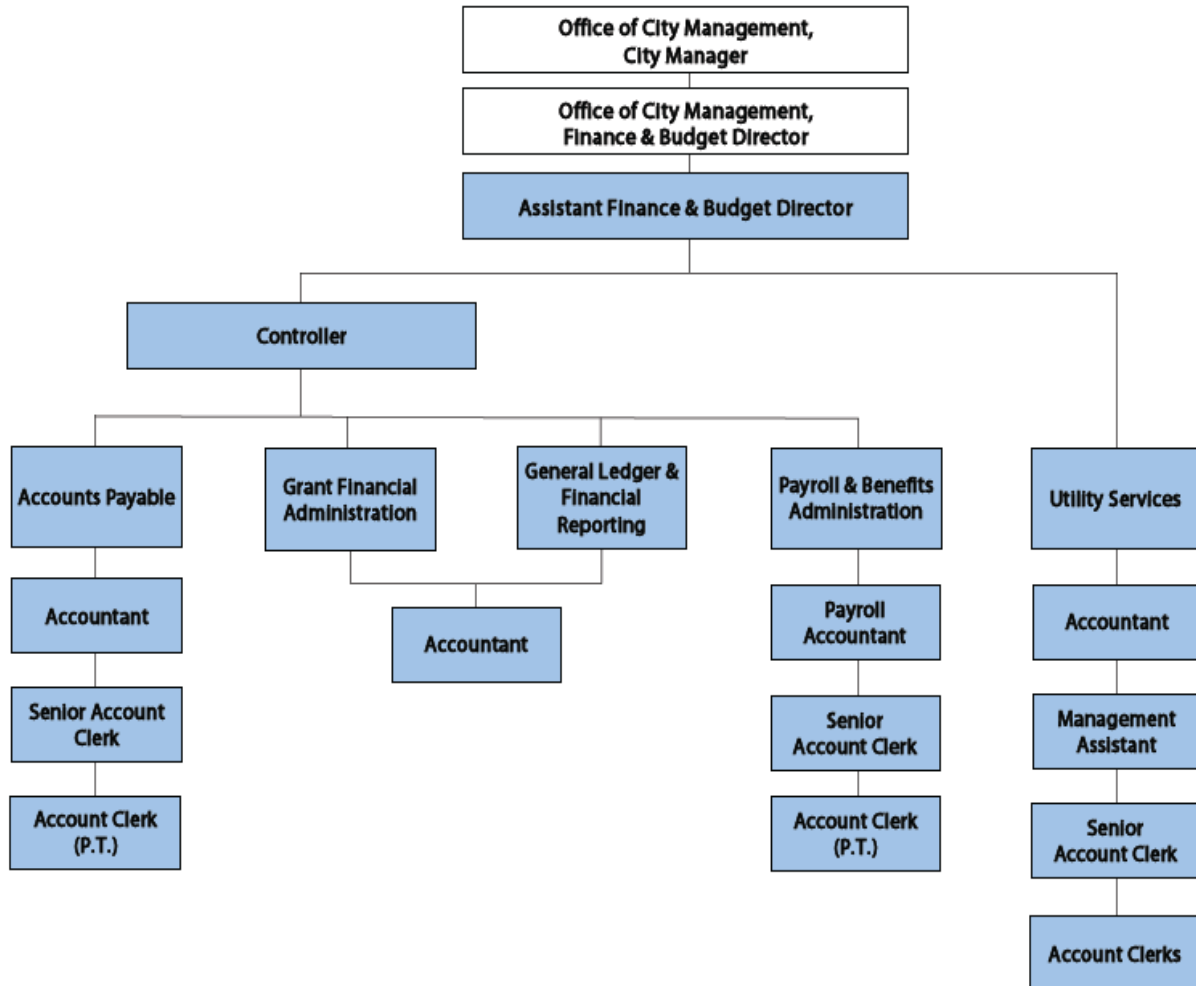 Office of City Management,
City Manager
Office of City Management,
Finance & Budget Director
Assistant Finance & Budget Director
Controller
Accounts Payable
Grant Financial
Administration
General Ledger &
Financial
Reporting
Payroll & Benefits
Administration
Utility Services
Accountant
Accountant
Payroll
Accountant
Accountant
Senior Account
Clerk
Senior
Account Clerk
Management
Assistant
Account Clerk
(P.T.)
Account Clerk
(P.T.)
Senior
Account Clerk
Account Clerks